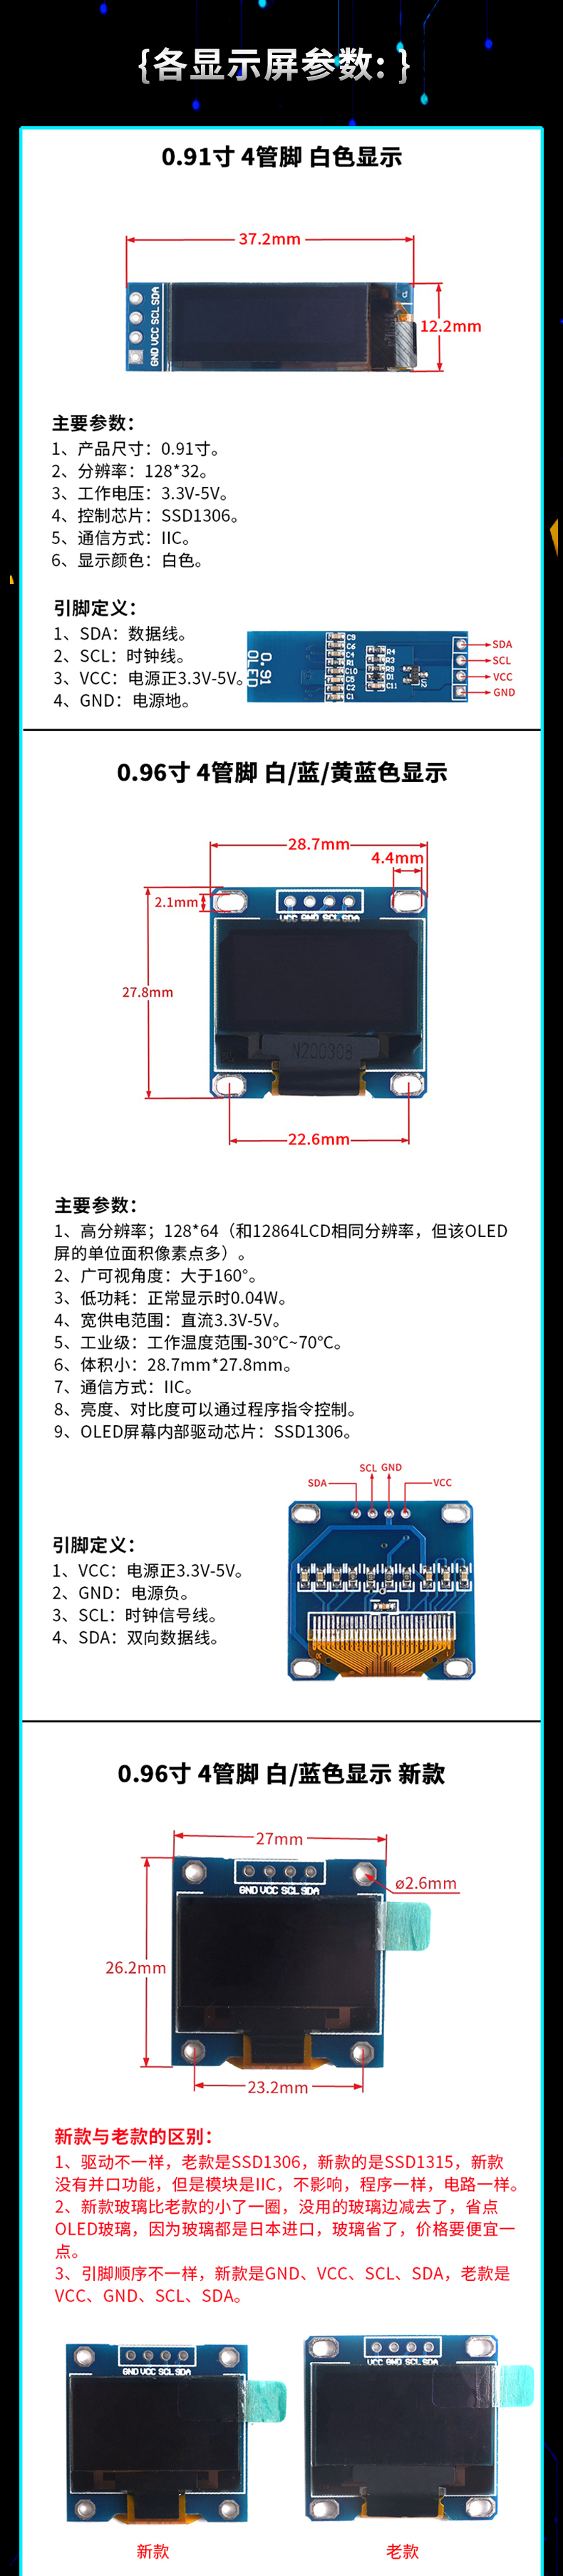 {各显示屏参数: }
0.91寸 4管脚 白色显示
37.2mm
12.2mm
GND VCC SCL SDA
主要参数：
1、产品尺寸：0.91寸。
2、分辨率：128*32。
3、工作电压：3.3V-5V。
4、控制芯片：SSD1306。
5、通信方式：IIC。
6、显示颜色：白色。
引脚定义：
1、SDA：数据线。
2、SCL：时钟线。
3、VCC：电源正3.3V-5V。
4、GND：电源地。
0.91
OLED
C9
C6
C4
R1
C10
C5
C2
C1
R4
R3
R5
D1
C11
SDA
SCL
VCC
GND
0.96寸 4管脚 白/蓝/黄蓝色显示
28.7mm
4.4mm
2.1mm
VCC GND SCL SDA
27.8mm
N200308
22.6mm
主要参数：
1、高分辨率；128*64（和12864LCD相同分辨率，但该OLED
屏的单位面积像素点多）。
2、广可视角度：大于160°。
3、低功耗：正常显示时0.04W。
4、宽供电范围：直流3.3V-5V。
5、工业级：工作温度范围-30℃~70℃。
6、体积小：28.7mm*27.8mm。
7、通信方式：IIC。
8、亮度、对比度可以通过程序指令控制。
9、OLED屏幕内部驱动芯片：SSD1306。
SCL GND
SDA
VCC
引脚定义：
1、VCC：电源正3.3V-5V。
2、GND：电源负。
3、SCL：时钟信号线。
4、SDA：双向数据线。
0.96寸 4管脚 白/蓝色显示 新款
27mm
GND VCC SCL SDA
ø2.6mm
26.2mm
23.2mm
新款与老款的区别：
1、驱动不一样，老款是SSD1306，新款的是SSD1315，新款
没有并口功能，但是模块是IIC，不影响，程序一样，电路一样。
2、新款玻璃比老款的小了一圈，没用的玻璃边减去了，省点
OLED玻璃，因为玻璃都是日本进口，玻璃省了，价格要便宜一
点。
3、引脚顺序不一样，新款是GND、VCC、SCL、SDA，老款是
VCC、GND、SCL、SDA。
GND VCC SCL SDA
VCC GND SCL SDA
新款
老款